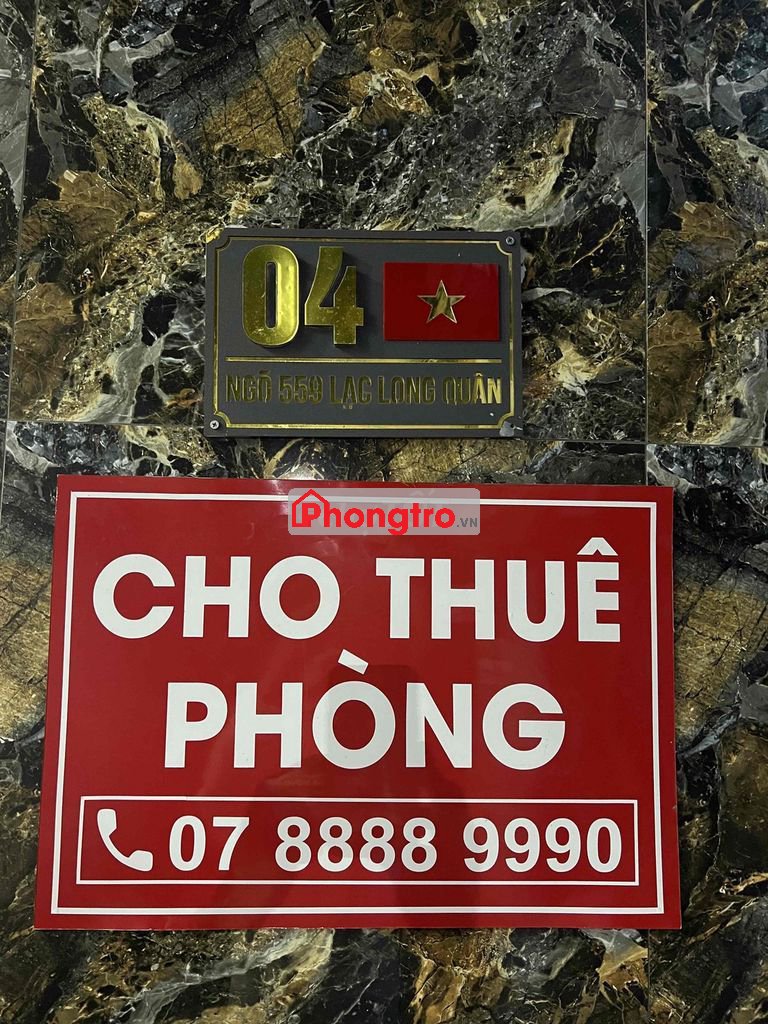 04
NGÕ 559 LẠC LONG QUÂN
Phongtro.vn
CHO THUÊ
PHÒNG
07 8888 9990